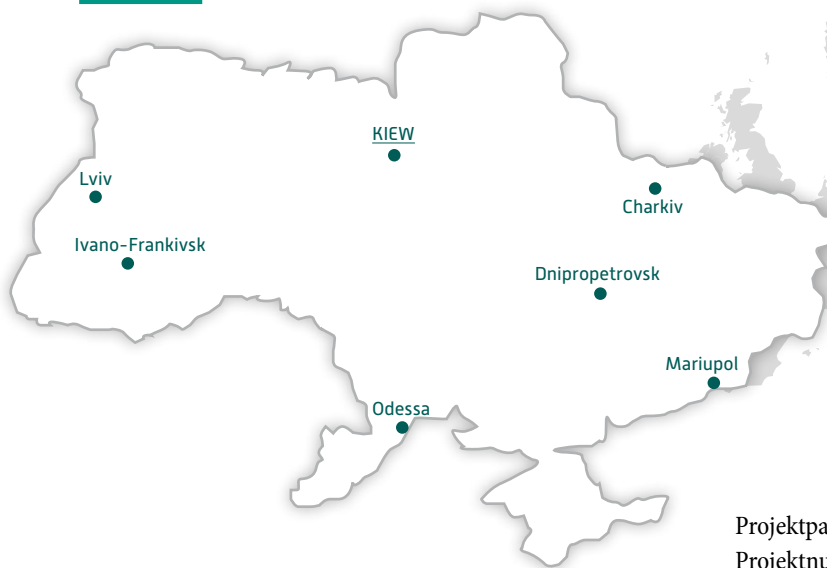 KIEW
Lviv
Charkiv
Ivano-Frankivsk
Dnipropetrovsk
Mariupol
Odessa